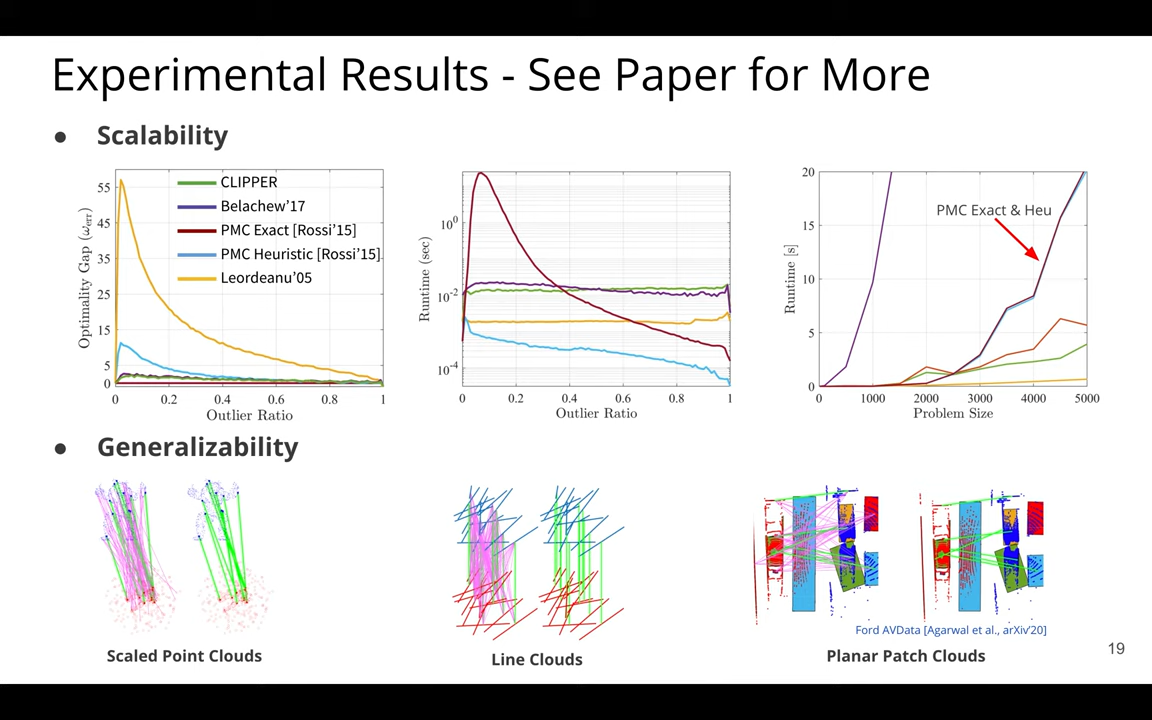 Experimental Results - See Paper for More
● Scalability
Optimality Gap (ω_err)
55
45
35
25
15
5
0
0 0.2 0.4 0.6 0.8 1
Outlier Ratio
CLIPPER
Belachew'17
PMC Exact [Rossi'15]
PMC Heuristic [Rossi'15]
Leordeanu'05
Runtime (sec)
10^0
10^-2
10^-4
0 0.2 0.4 0.6 0.8 1
Outlier Ratio
Runtime [s]
20
15
10
5
0
0 1000 2000 3000 4000 5000
Problem Size
PMC Exact & Heu
● Generalizability
Scaled Point Clouds
Line Clouds
Ford AVData [Agarwal et al., arXiv'20]
Planar Patch Clouds
19